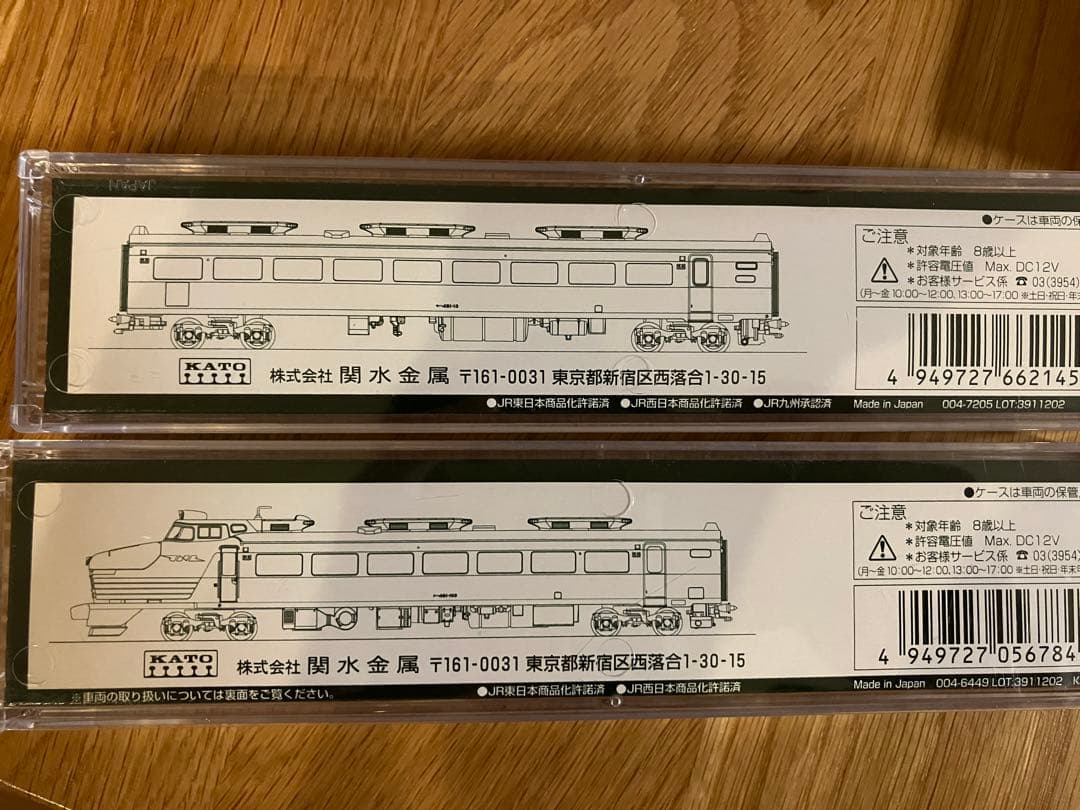 JAPAN
●ケースは車両の保
ご注意
＊対象年齢 8歳以上
＊許容電圧値 Max. DC12V
＊お客様サービス係 ☎ 03(3954)
(月～金 10:00～12:00, 13:00～17:00 ※土日・祝日・年
KATO
株式会社 関水金属 〒161-0031 東京都新宿区西落合1-30-15
4 949727 662145
●JR東日本商品化許諾済 ●JR西日本商品化許諾済 ●JR九州承認済
Made in Japan 004-7205 LOT:3911202
●ケースは車両の保管
ご注意
＊対象年齢 8歳以上
＊許容電圧値 Max. DC12V
＊お客様サービス係 ☎ 03(3954)
(月～金 10:00～12:00, 13:00～17:00 ※土日・祝日・年末
KATO
株式会社 関水金属 〒161-0031 東京都新宿区西落合1-30-15
4 949727 056784
※車両の取り扱いについては裏面をご覧ください。
●JR東日本商品化許諾済 ●JR西日本商品化許諾済
Made in Japan 004-6449 LOT:3911202 K